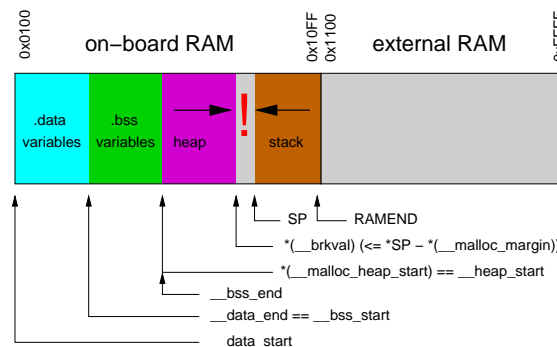 0x0100
0x10FF
0x1100
on−board RAM
external RAM
.data
variables
.bss
variables
heap
!
stack
SP
RAMEND
*(__brkval) (<= *SP − *(__malloc_margin))
*(__malloc_heap_start) == __heap_start
__bss_end
__data_end == __bss_start
data_start